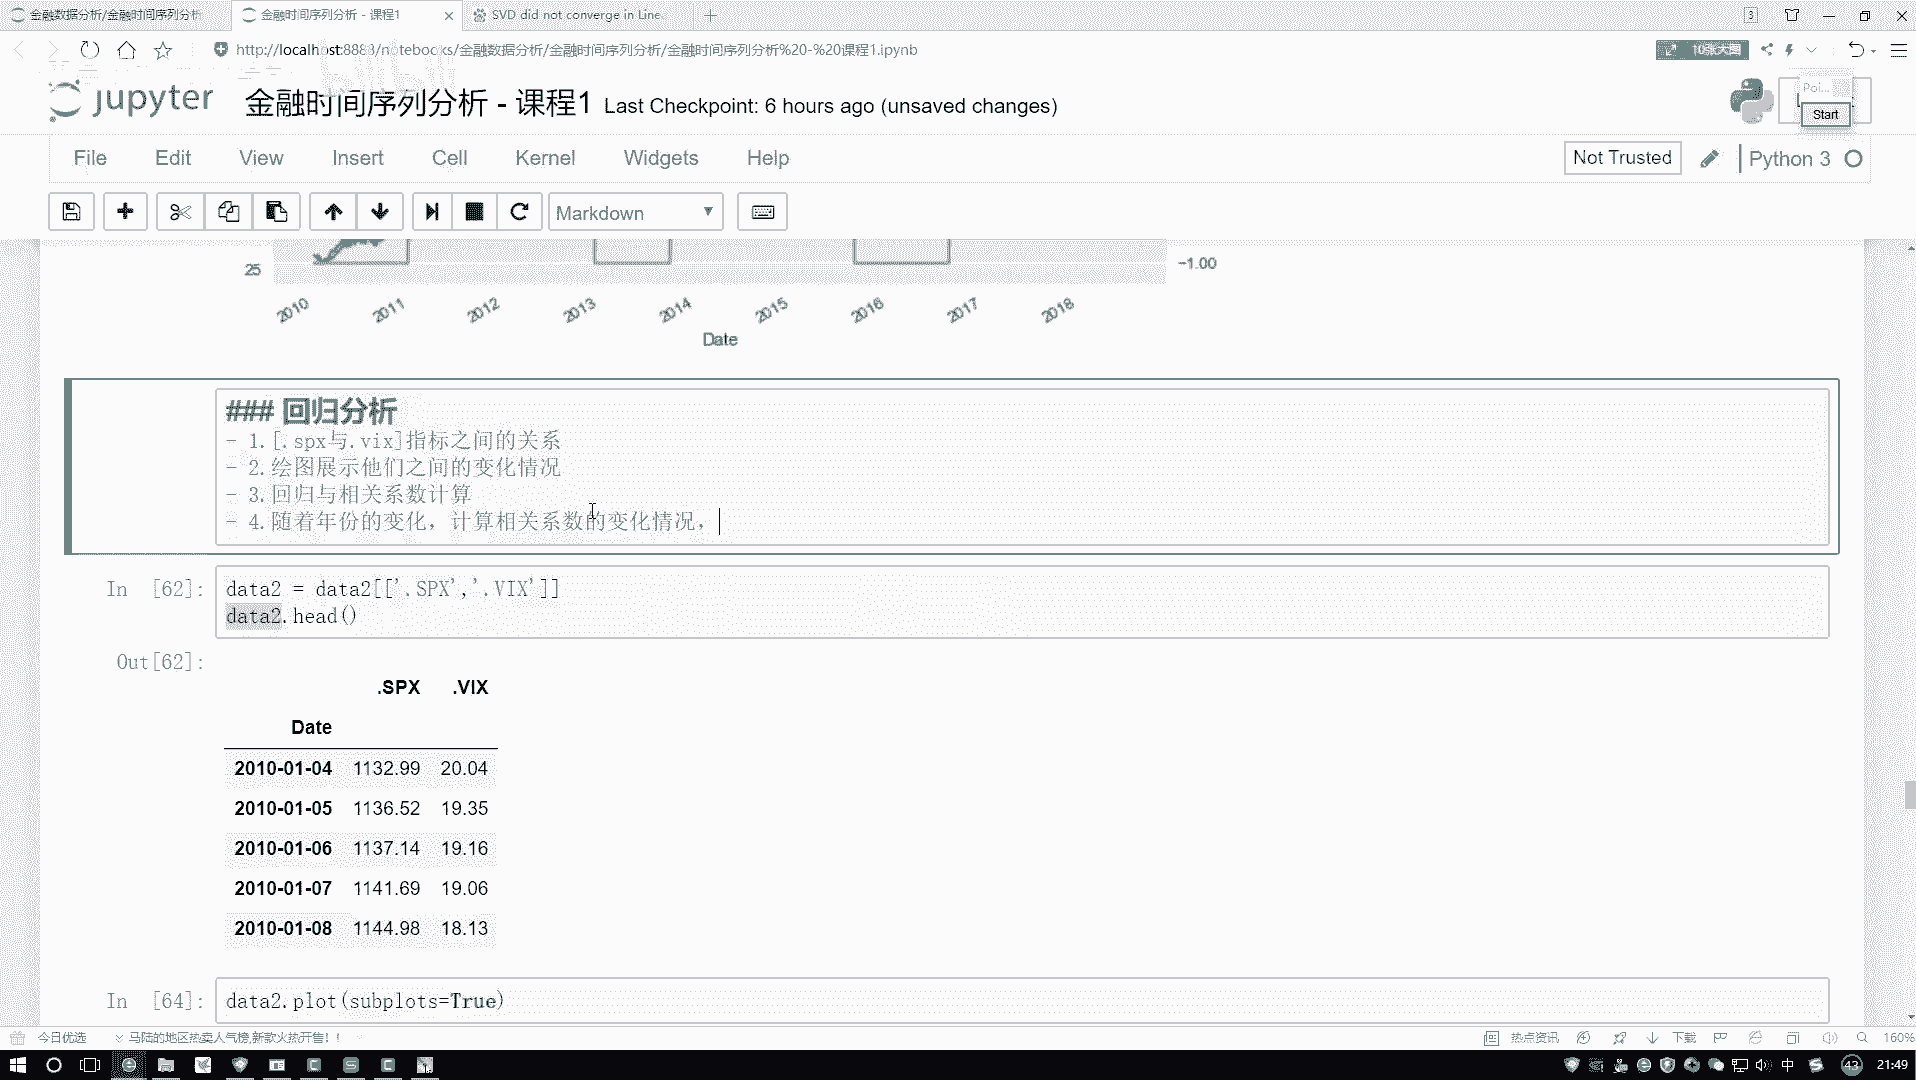 金融数据分析/金融时间序列分析
金融时间序列分析 - 课程1
SVD did not converge in Line
3
http://localhost:8888/notebooks/金融数据分析/金融时间序列分析/金融时间序列分析%20-%20课程1.ipynb
10张大图
jupyter
金融时间序列分析 - 课程1 Last Checkpoint: 6 hours ago (unsaved changes)
Poi...
Start
File Edit View Insert Cell Kernel Widgets Help
Not Trusted
Python 3
Markdown
25
−1.00
2010 2011 2012 2013 2014 2015 2016 2017 2018
Date
### 回归分析
- 1.[.spx与.vix]指标之间的关系
- 2.绘图展示他们之间的变化情况
- 3.回归与相关系数计算
- 4.随着年份的变化，计算相关系数的变化情况，
In [62]:
data2 = data2[['.SPX','.VIX']]
data2.head()
Out[62]:
.SPX .VIX
Date
2010-01-04 1132.99 20.04
2010-01-05 1136.52 19.35
2010-01-06 1137.14 19.16
2010-01-07 1141.69 19.06
2010-01-08 1144.98 18.13
In [64]:
data2.plot(subplots=True)
今日优选
马陆的地区热卖人气榜,新款火热开售！！
热点资讯
下载
160%
中
43
21:49